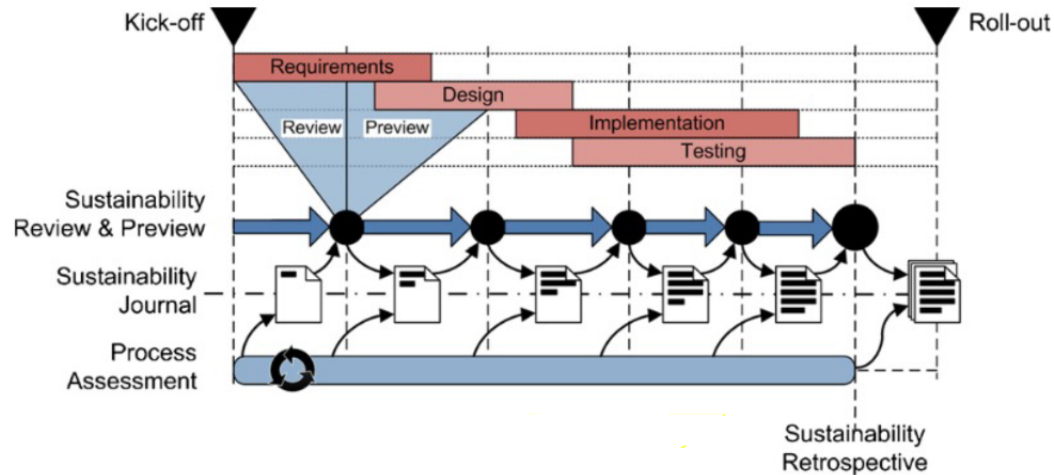 Kick-off
Roll-out
Requirements
Design
Review
Preview
Implementation
Testing
Sustainability
Review & Preview
Sustainability
Journal
Process
Assessment
Sustainability
Retrospective